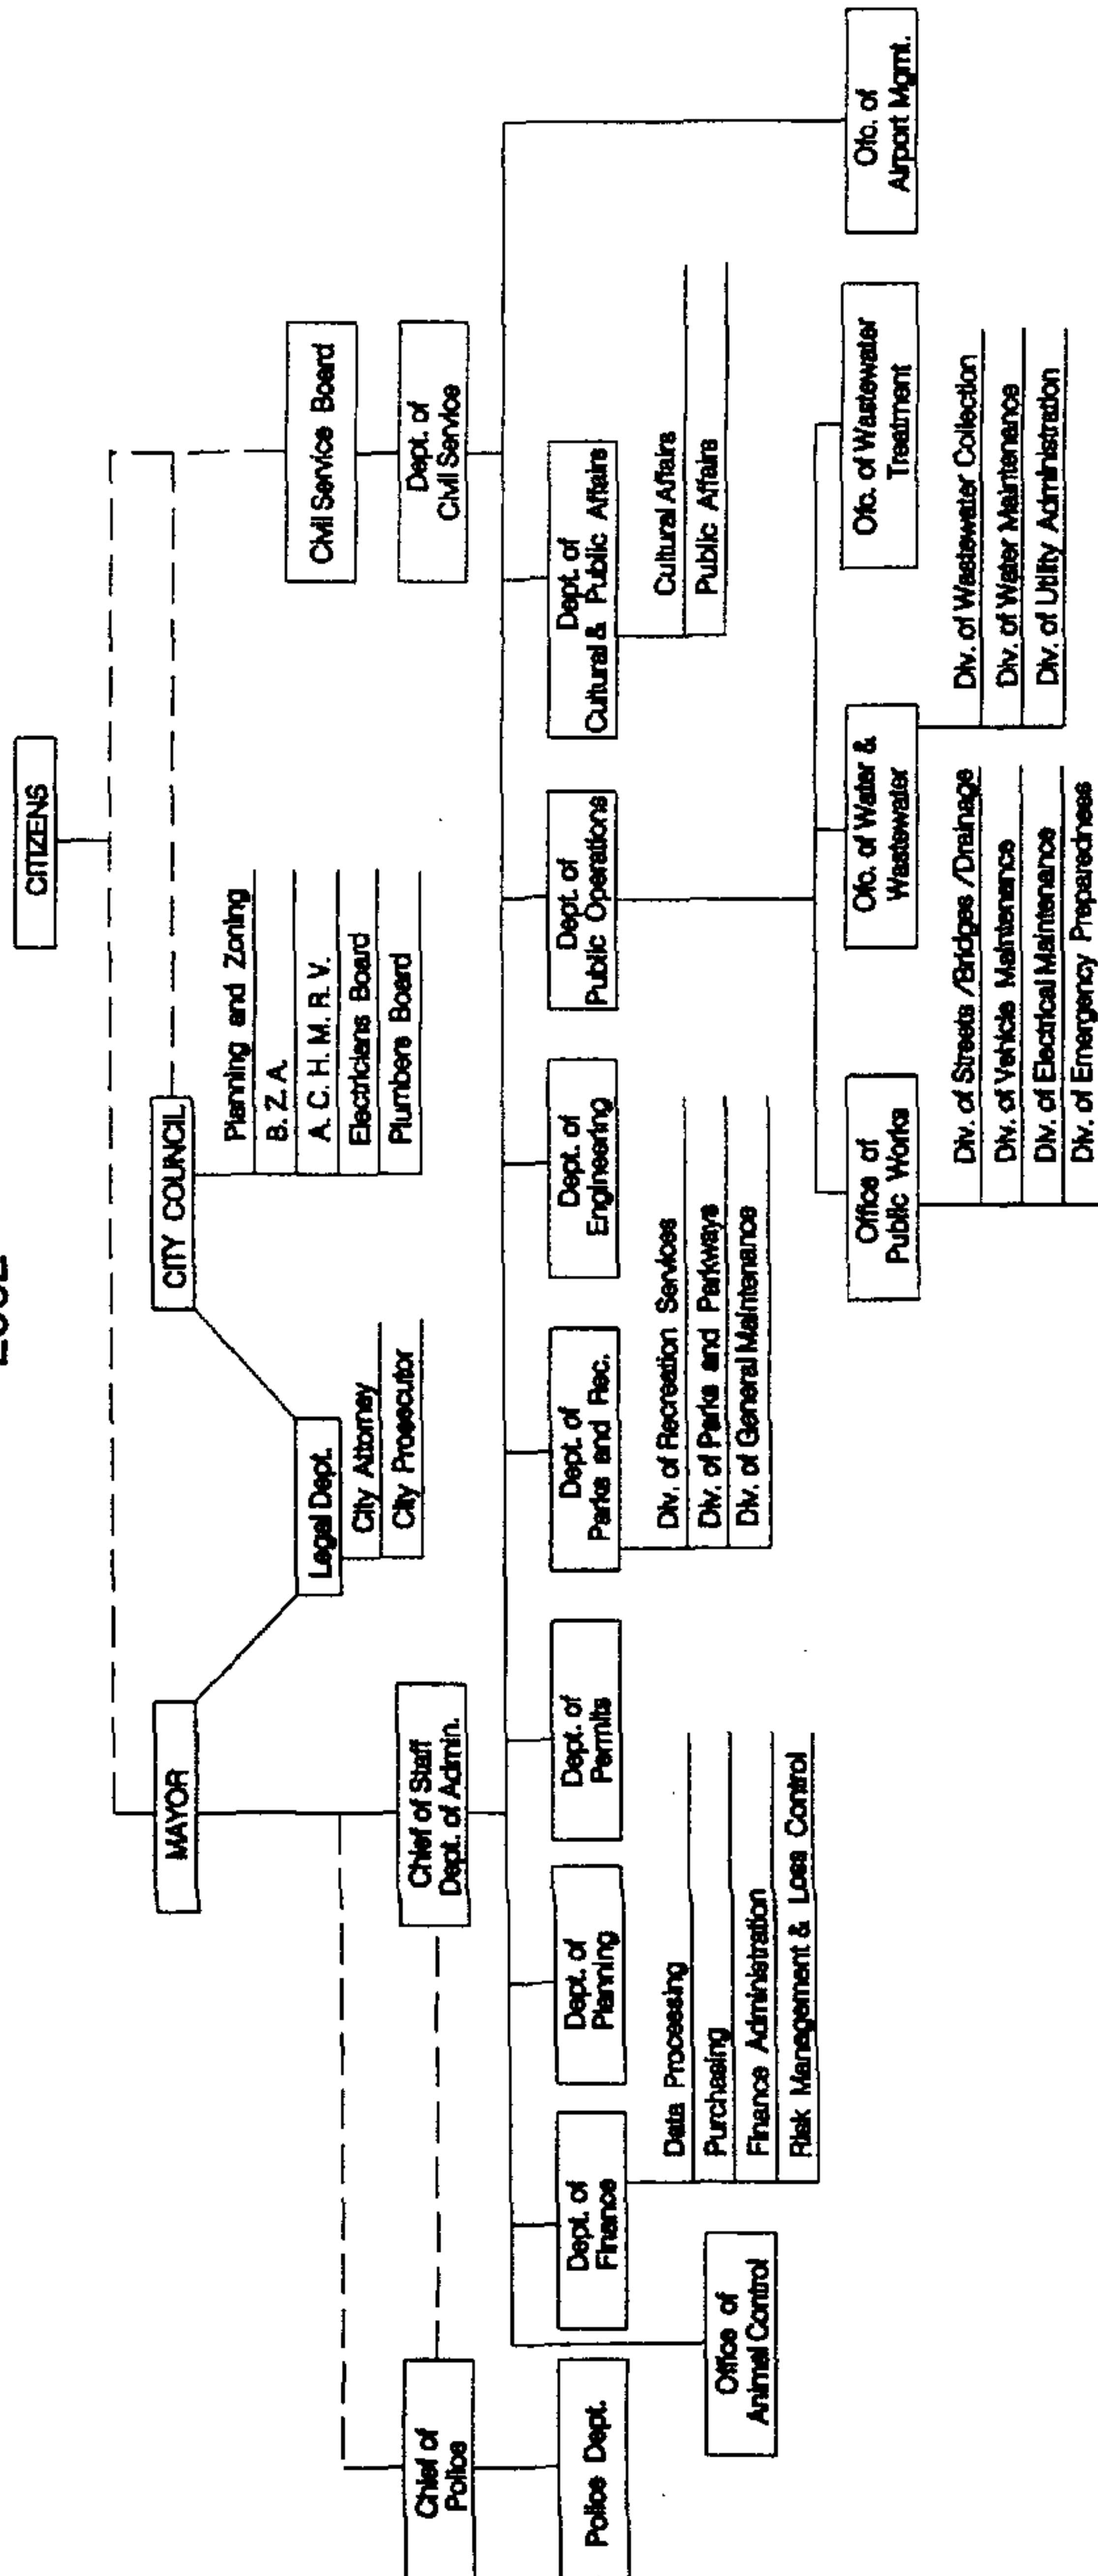 CITIZENS
MAYOR
CITY COUNCIL
Legal Dept.
City Attorney
City Prosecutor
Planning and Zoning
B. Z. A.
A. C. H. M. R. V.
Electricians Board
Plumbers Board
Civil Service Board
Chief of
Police
Chief of Staff
Dept. of Admin.
Dept. of
Civil Service
Police Dept.
Office of
Animal Control
Dept. of
Finance
Data Processing
Purchasing
Finance Administration
Risk Management & Loss Control
Dept. of
Planning
Dept. of
Permits
Dept. of
Parks and Rec.
Div. of Recreation Services
Div. of Parks and Parkways
Div. of General Maintenance
Dept. of
Engineering
Dept. of
Public Operations
Dept. of
Cultural & Public Affairs
Cultural Affairs
Public Affairs
Office of
Public Works
Div. of Streets /Bridges /Drainage
Div. of Vehicle Maintenance
Div. of Electrical Maintenance
Div. of Emergency Preparedness
Ofc. of Water &
Wastewater
Div. of Wastewater Collection
Div. of Water Maintenance
Div. of Utility Administration
Ofc. of Wastewater
Treatment
Ofc. of
Airport Mgmt.